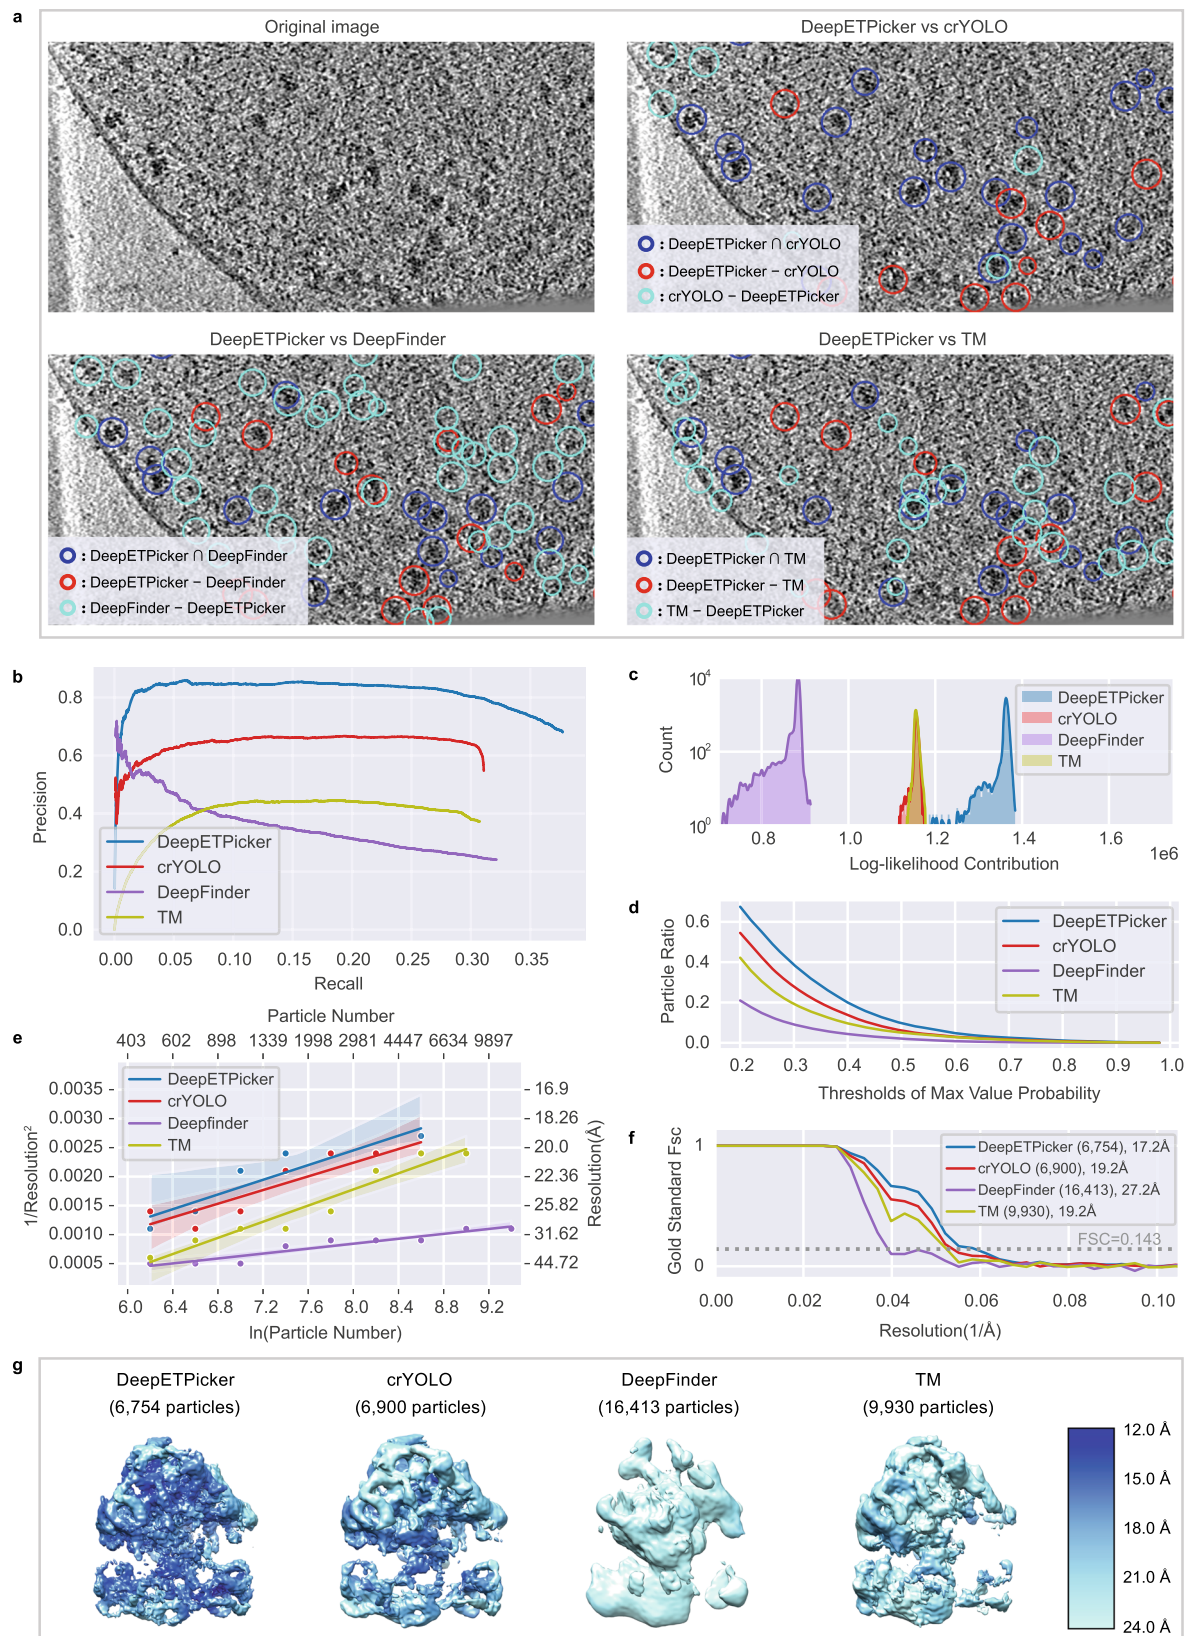 a
Original image
DeepETPicker vs crYOLO
: DeepETPicker ∩ crYOLO
: DeepETPicker – crYOLO
: crYOLO – DeepETPicker
DeepETPicker vs DeepFinder
DeepETPicker vs TM
: DeepETPicker ∩ DeepFinder
: DeepETPicker – DeepFinder
: DeepFinder – DeepETPicker
: DeepETPicker ∩ TM
: DeepETPicker – TM
: TM – DeepETPicker
b
Precision
0.8
0.6
0.4
0.2
0.0
DeepETPicker
crYOLO
DeepFinder
TM
0.00 0.05 0.10 0.15 0.20 0.25 0.30 0.35
Recall
c
Count
10⁴
10²
10⁰
DeepETPicker
crYOLO
DeepFinder
TM
0.8 1.0 1.2 1.4 1.6
1e6
Log-likelihood Contribution
d
Particle Ratio
0.6
0.4
0.2
0.0
DeepETPicker
crYOLO
DeepFinder
TM
0.2 0.3 0.4 0.5 0.6 0.7 0.8 0.9 1.0
Thresholds of Max Value Probability
e
Particle Number
403 602 898 1339 1998 2981 4447 6634 9897
1/Resolution²
0.0035
0.0030
0.0025
0.0020
0.0015
0.0010
0.0005
DeepETPicker
crYOLO
Deepfinder
TM
16.9
18.26
20.0
22.36
25.82
31.62
44.72
Resolution(Å)
6.0 6.4 6.8 7.2 7.6 8.0 8.4 8.8 9.2
ln(Particle Number)
f
Gold Standard Fsc
1
0
DeepETPicker (6,754), 17.2Å
crYOLO (6,900), 19.2Å
DeepFinder (16,413), 27.2Å
TM (9,930), 19.2Å
FSC=0.143
0.00 0.02 0.04 0.06 0.08 0.10
Resolution(1/Å)
g
DeepETPicker
(6,754 particles)
crYOLO
(6,900 particles)
DeepFinder
(16,413 particles)
TM
(9,930 particles)
12.0 Å
15.0 Å
18.0 Å
21.0 Å
24.0 Å